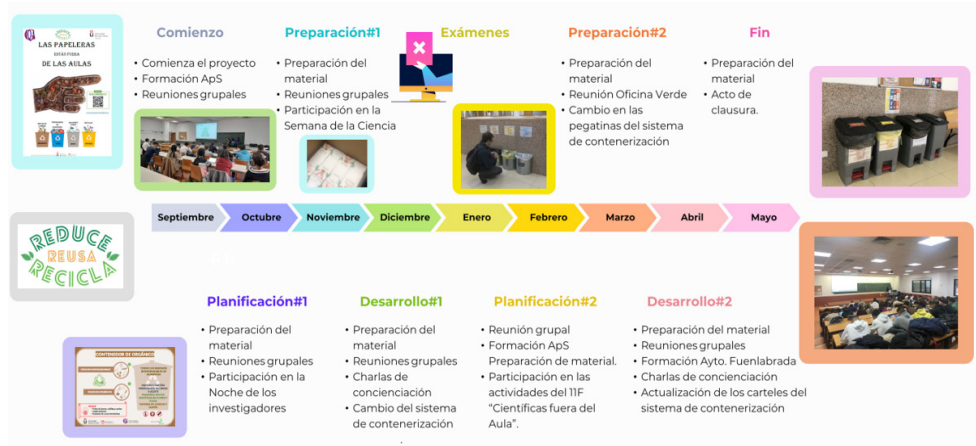 LAS PAPELERAS
ESTÁN FUERA
DE LAS AULAS
Comienzo
• Comienza el proyecto
• Formación ApS
• Reuniones grupales
Preparación#1
• Preparación del
material
• Reuniones grupales
• Participación en la
Semana de la Ciencia
Exámenes
Preparación#2
• Preparación del
material
• Reunión Oficina Verde
• Cambio en las
pegatinas del sistema
de contenerización
Fin
• Preparación del
material
• Acto de
clausura.
Septiembre
Octubre
Noviembre
Diciembre
Enero
Febrero
Marzo
Abril
Mayo
REDUCE
REUSA
RECICLA
Planificación#1
• Preparación del
material
• Reuniones grupales
• Participación en la
Noche de los
investigadores
Desarrollo#1
• Preparación del
material
• Reuniones grupales
• Charlas de
concienciación
• Cambio del sistema
de contenerización
Planificación#2
• Reunión grupal
• Formación ApS
Preparación de material.
• Participación en las
actividades del 11F
“Científicas fuera del
Aula”.
Desarrollo#2
• Preparación del material
• Reuniones grupales
• Formación Ayto. Fuenlabrada
• Charlas de concienciación
• Actualización de los carteles del
sistema de contenerización
CONTENEDOR DE ORGÁNICO